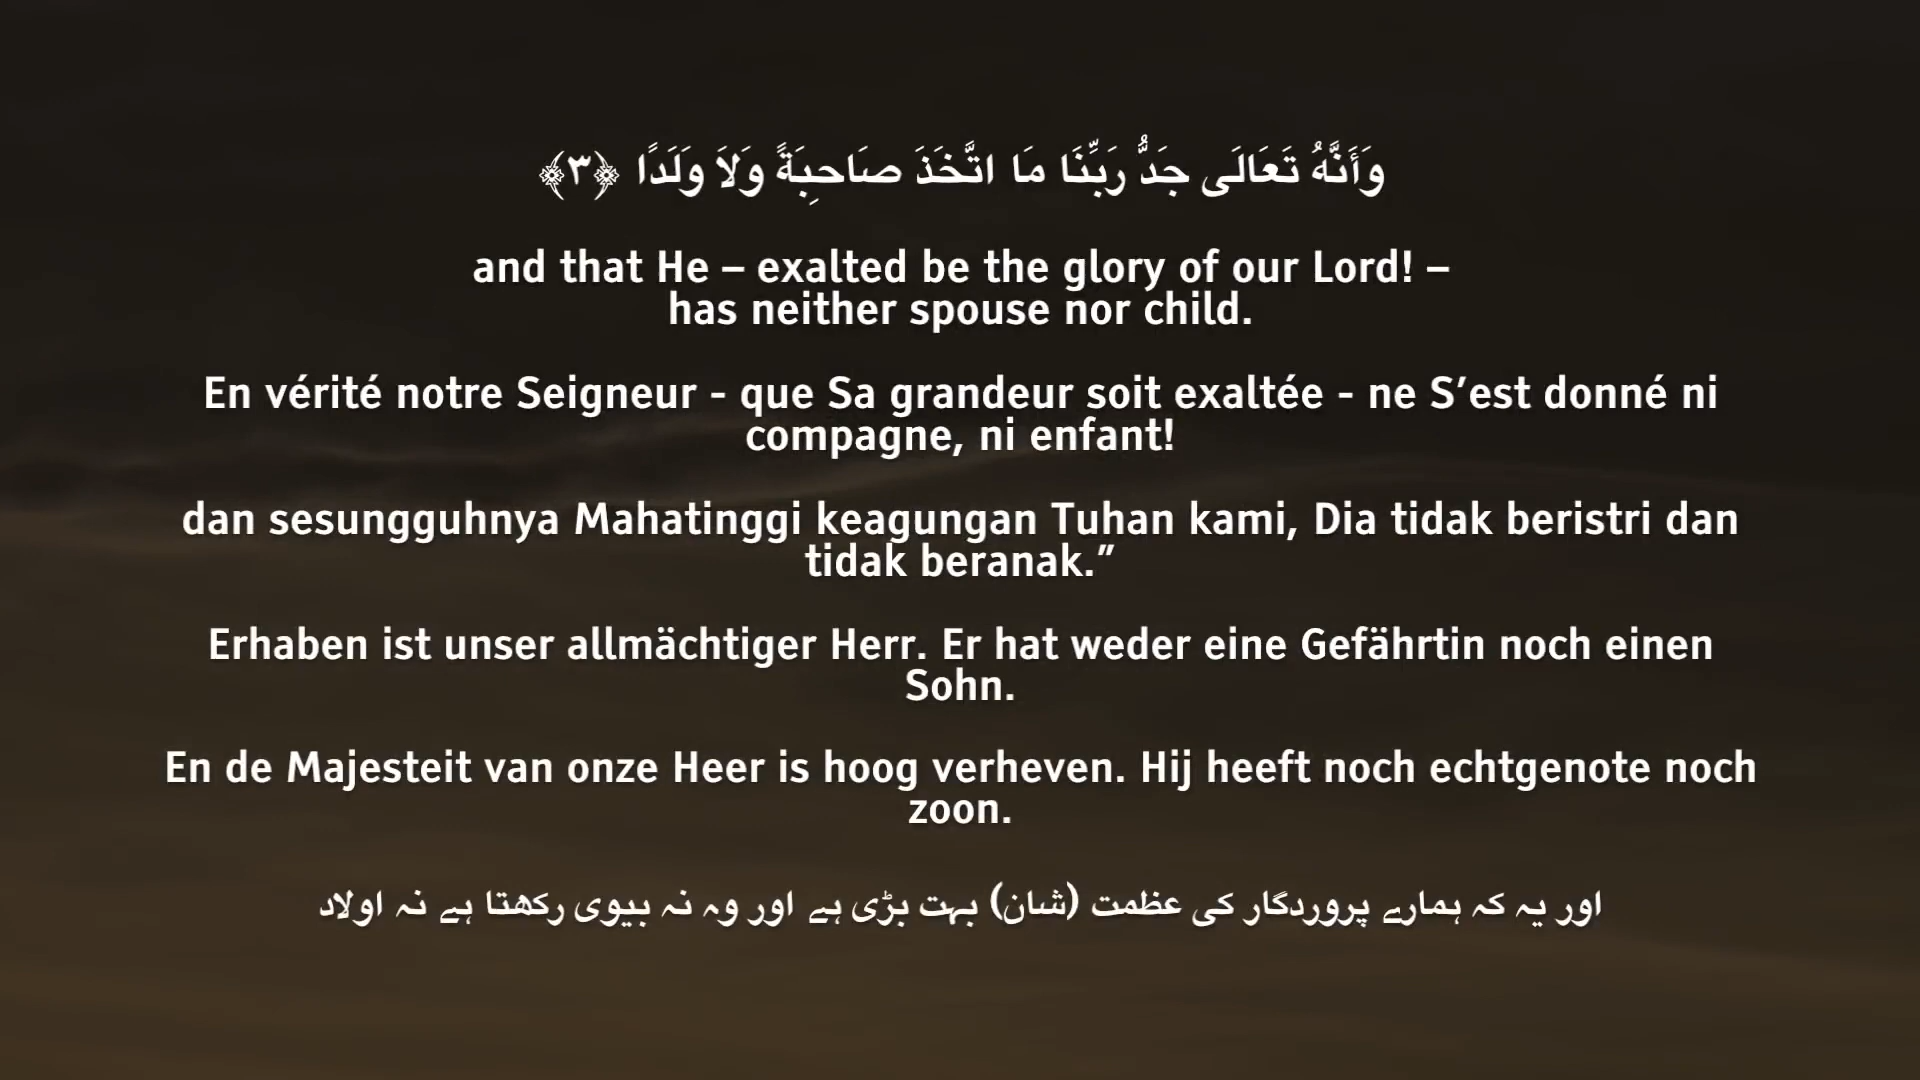 وَأَنَّهُ تَعَالَى جَدُّ رَبِّنَا مَا اتَّخَذَ صَاحِبَةً وَلَا وَلَدًا ﴿٣﴾
and that He – exalted be the glory of our Lord! –
has neither spouse nor child.
En vérité notre Seigneur - que Sa grandeur soit exaltée - ne S’est donné ni
compagne, ni enfant!
dan sesungguhnya Mahatinggi keagungan Tuhan kami, Dia tidak beristri dan
tidak beranak.”
Erhaben ist unser allmächtiger Herr. Er hat weder eine Gefährtin noch einen
Sohn.
En de Majesteit van onze Heer is hoog verheven. Hij heeft noch echtgenote noch
zoon.
اور یہ کہ ہمارے پروردگار کی عظمت (شان) بہت بڑی ہے اور وہ نہ بیوی رکھتا ہے نہ اولاد